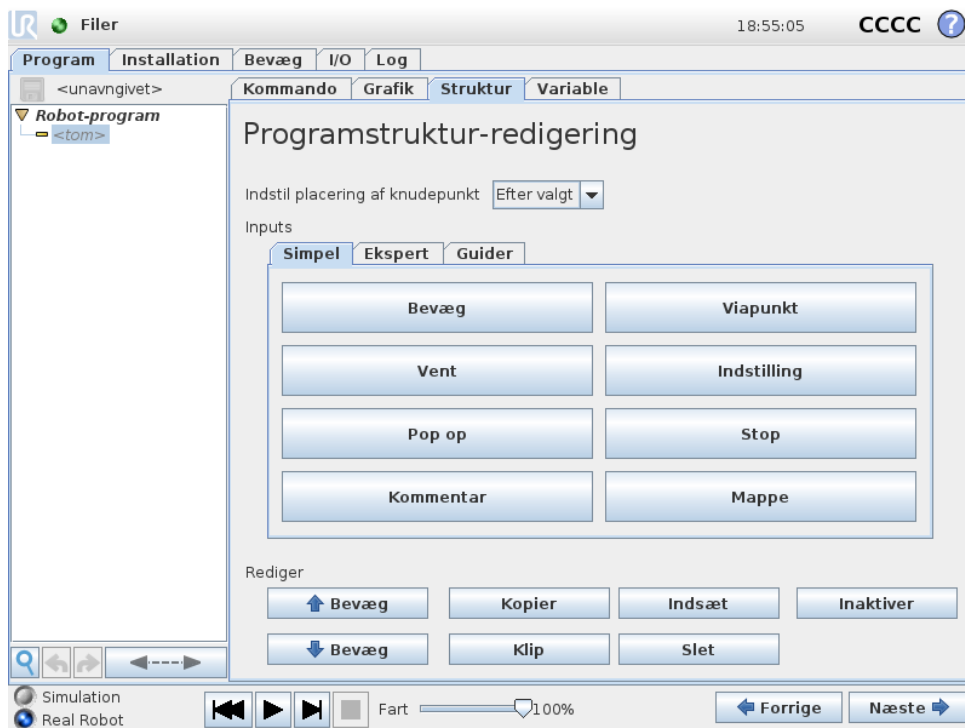 UR Filer 18:55:05 CCCC ?
Program Installation Bevæg I/O Log
<unavngivet>
Kommando Grafik Struktur Variable
Robot-program
<tom>
Programstruktur-redigering
Indstil placering af knudepunkt Efter valgt
Inputs
Simpel Ekspert Guider
Bevæg Viapunkt
Vent Indstilling
Pop op Stop
Kommentar Mappe
Rediger
Bevæg Kopier Indsæt Inaktiver
Bevæg Klip Slet
Simulation
Real Robot
Fart 100%
Forrige Næste